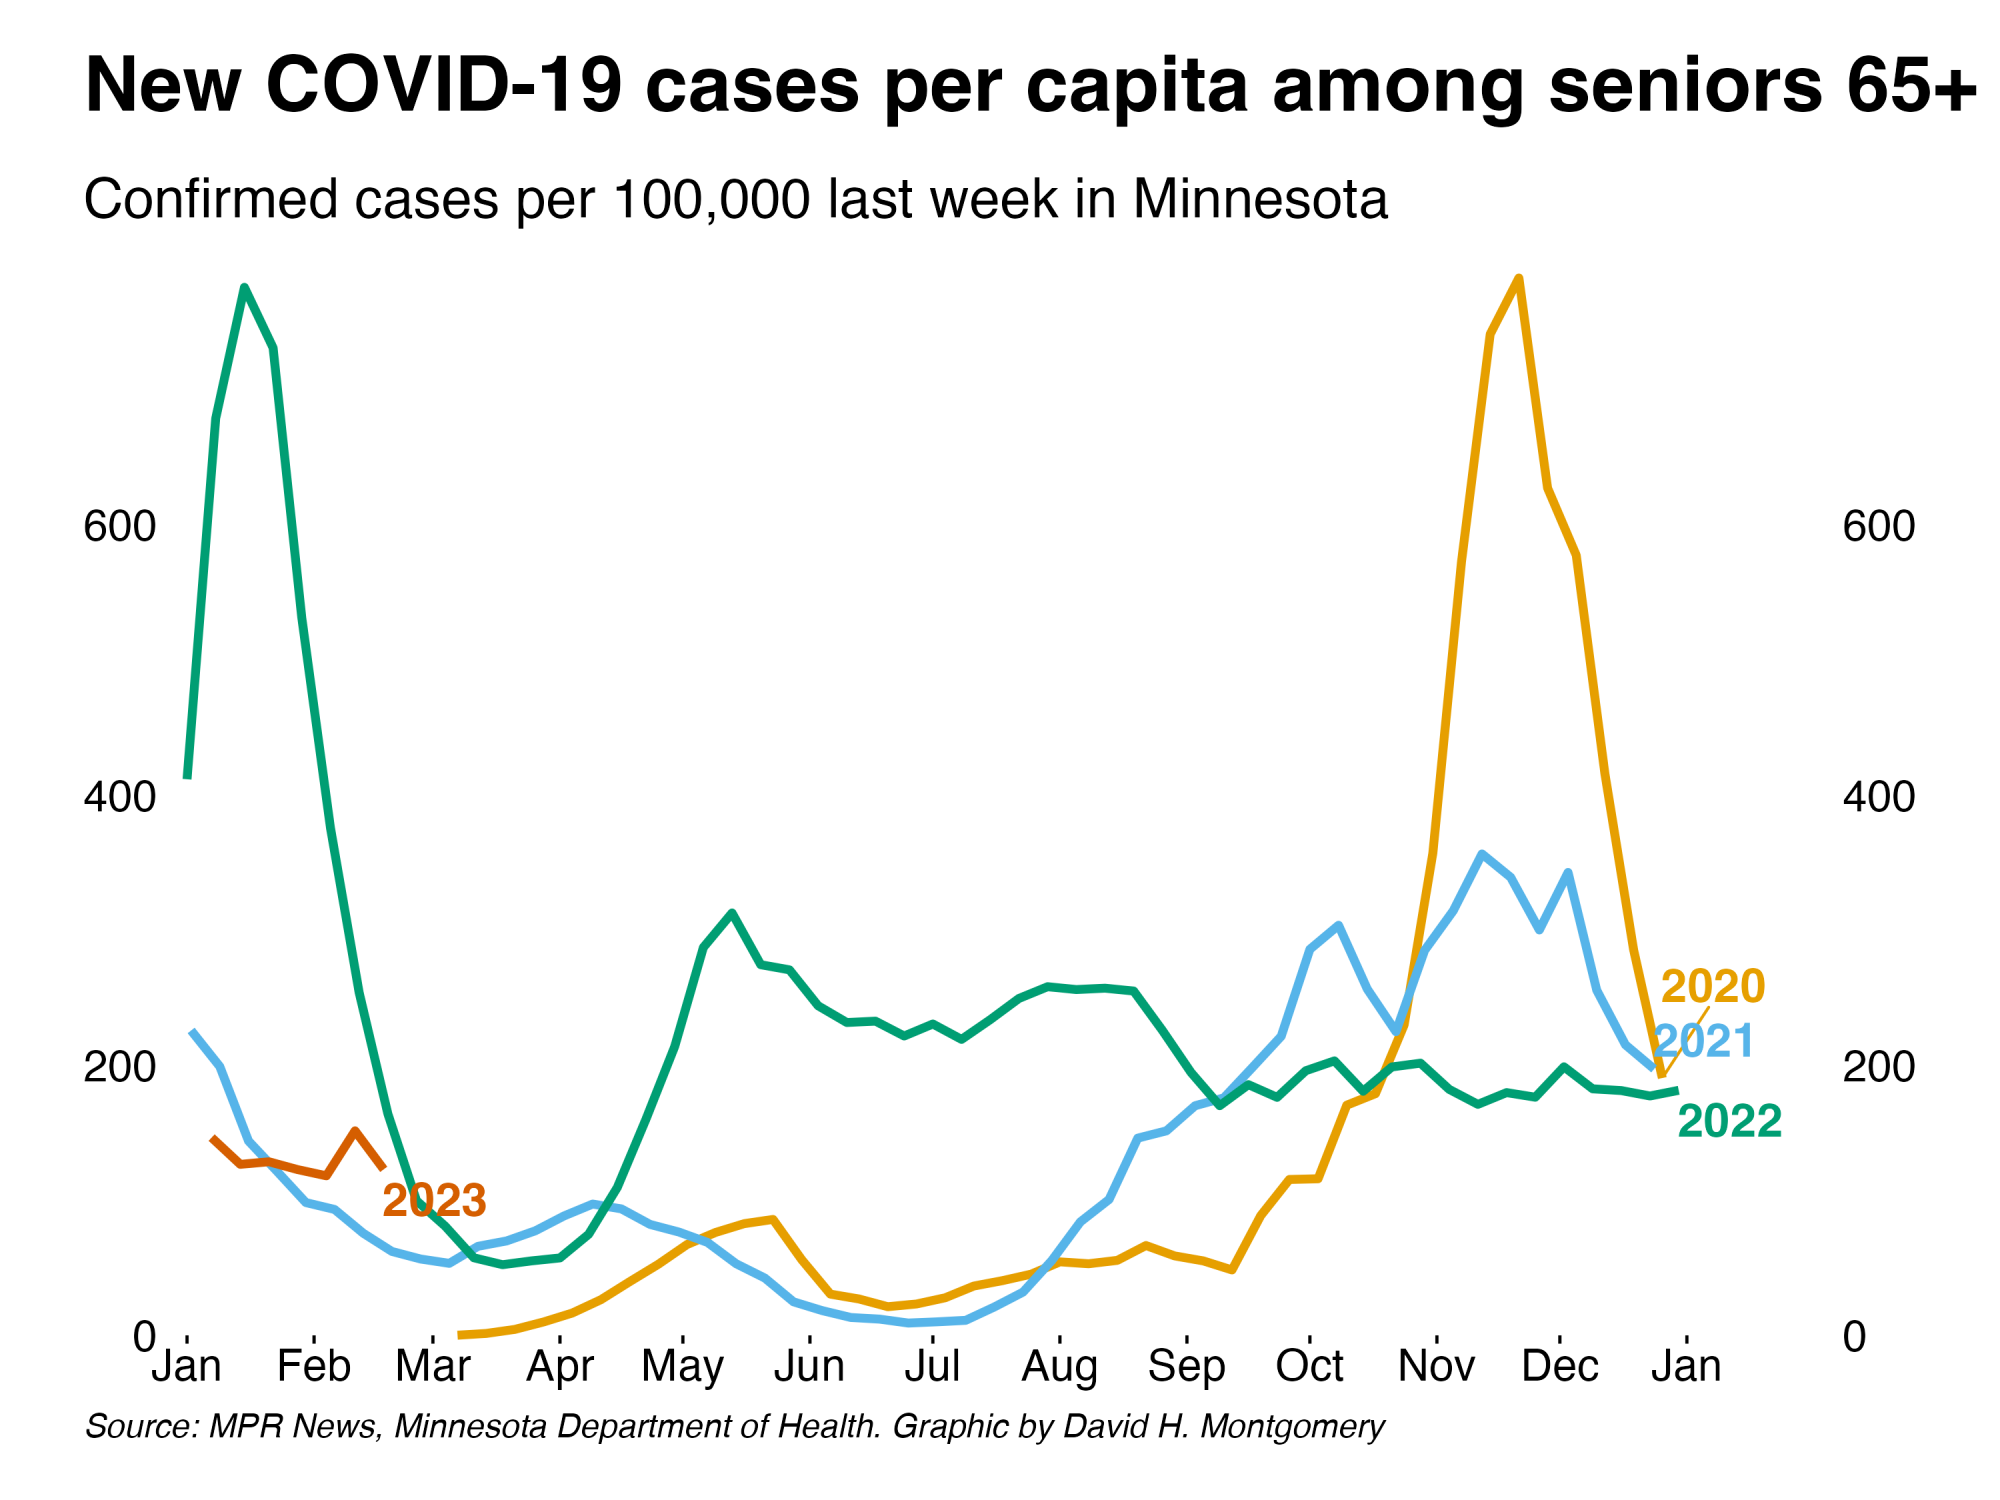 New COVID-19 cases per capita among seniors 65+
Confirmed cases per 100,000 last week in Minnesota
600 600
400 400
2020
2021
200 200
2022
2023
0 0
Jan Feb Mar Apr May Jun Jul Aug Sep Oct Nov Dec Jan
Source: MPR News, Minnesota Department of Health. Graphic by David H. Montgomery